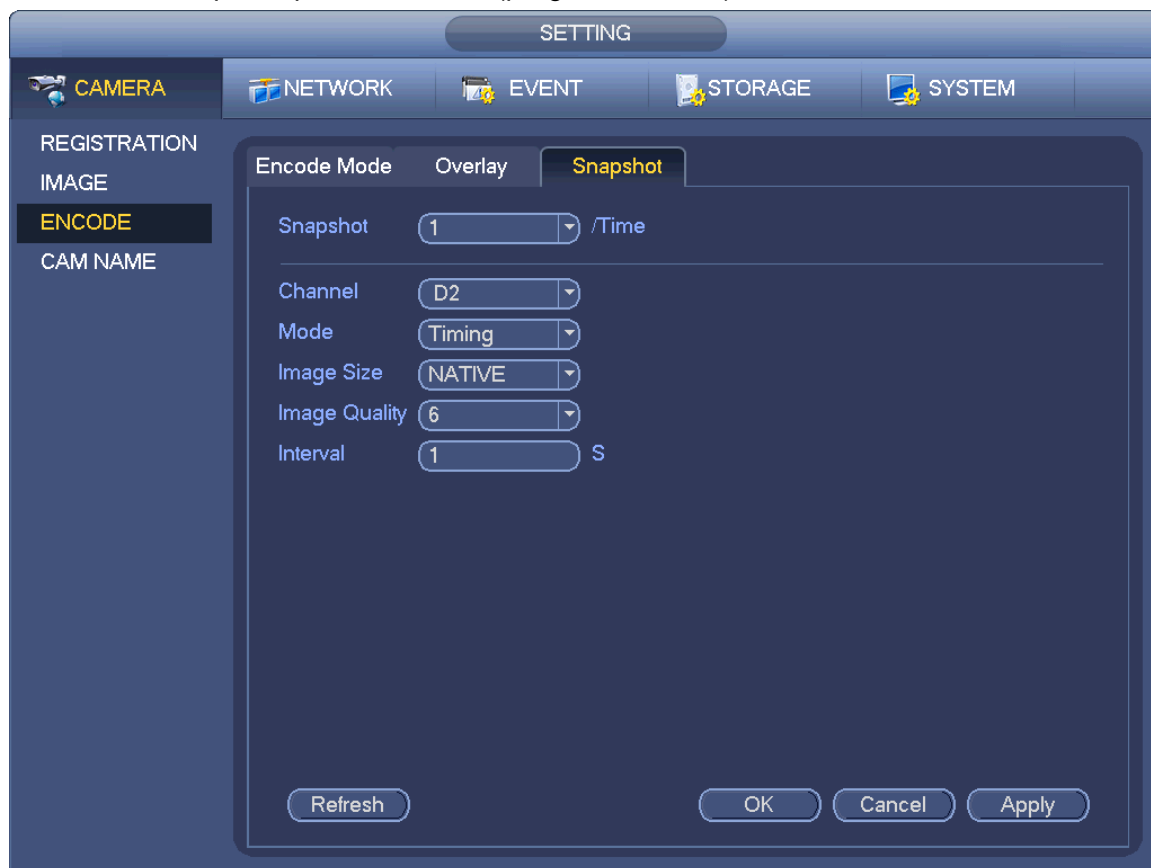 SETTING
CAMERA NETWORK EVENT STORAGE SYSTEM
REGISTRATION
IMAGE
ENCODE
CAM NAME
Encode Mode Overlay Snapshot
Snapshot 1 /Time
Channel D2
Mode Timing
Image Size NATIVE
Image Quality 6
Interval 1 S
Refresh OK Cancel Apply